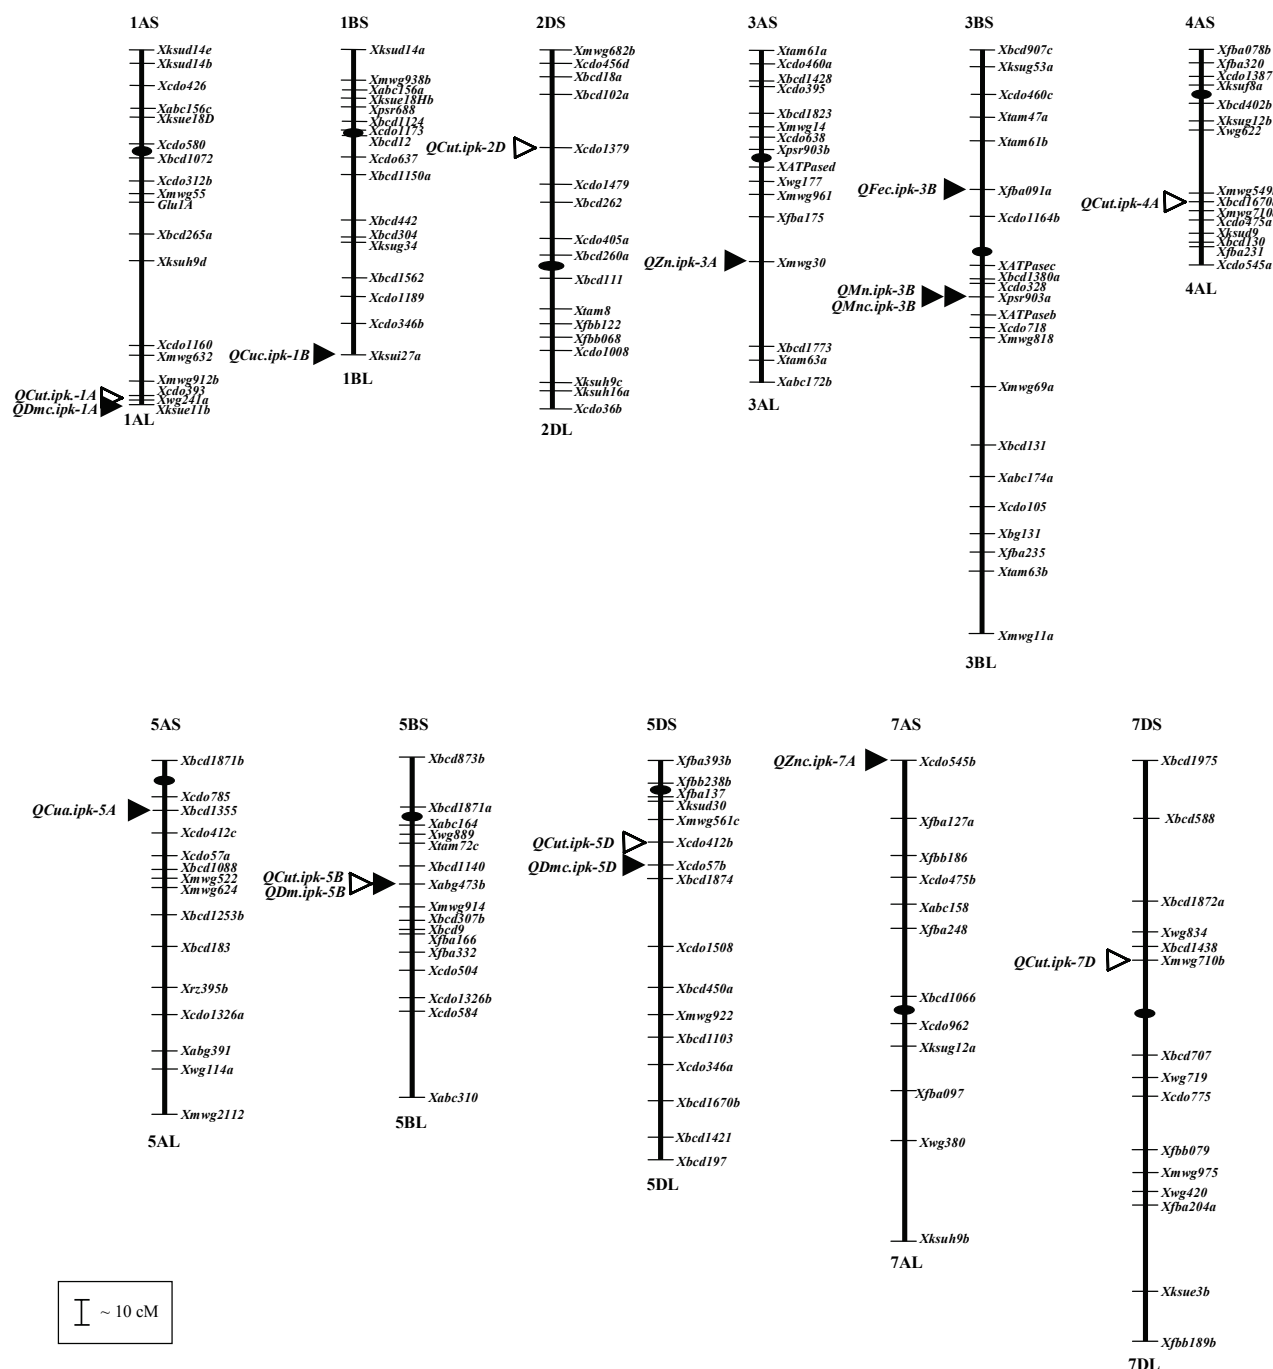 1AS
Xksud14e
Xksud14b
Xcdo426
Xabc156c
Xksue18D
Xcdo580
Xbcd1072
Xcdo312b
Xmwg55
Glu1A
Xbcd265a
Xksuh9d
Xcdo1160
Xmwg632
Xmwg912b
Xcdo393
Xwg241a
Xksue11b
QCut.ipk.-1A
QDmc.ipk-1A
1AL
1BS
Xksud14a
Xmwg938b
Xabc156a
Xksue18Hb
Xpsr688
Xbcd1124
Xcdo1173
Xbcd12
Xcdo637
Xbcd1150a
Xbcd442
Xbcd304
Xksug34
Xbcd1562
Xcdo1189
Xcdo346b
Xksui27a
QCuc.ipk-1B
1BL
2DS
Xmwg682b
Xcdo456d
Xbcd18a
Xbcd102a
Xcdo1379
QCut.ipk-2D
Xcdo1479
Xbcd262
Xcdo405a
Xbcd260a
Xbcd111
Xtam8
Xfbb122
Xfbb068
Xcdo1008
Xksuh9c
Xksuh16a
Xcdo36b
2DL
3AS
Xtam61a
Xcdo460a
Xbcd1428
Xcdo395
Xbcd1823
Xmwg14
Xcdo638
Xpsr903b
XATPased
Xwg177
Xmwg961
Xfba175
Xmwg30
QZn.ipk-3A
Xbcd1773
Xtam63a
Xabc172b
3AL
3BS
Xbcd907c
Xksug53a
Xcdo460c
Xtam47a
Xtam61b
Xfba091a
QFec.ipk-3B
Xcdo1164b
XATPasec
Xbcd1380a
Xcdo328
Xpsr903a
QMn.ipk-3B
QMnc.ipk-3B
XATPaseb
Xcdo718
Xmwg818
Xmwg69a
Xbcd131
Xabc174a
Xcdo105
Xbg131
Xfba235
Xtam63b
Xmwg11a
3BL
4AS
Xfba078b
Xfba320
Xcdo1387
Xksuf8a
Xbcd402b
Xksug12b
Xwg622
Xmwg549b
Xbcd1670a
QCut.ipk-4A
Xcdo475a
Xksud9
Xbcd130
Xfba231
Xcdo545a
4AL
5AS
Xbcd1871b
Xcdo785
Xbcd1355
QCua.ipk-5A
Xcdo412c
Xcdo57a
Xbcd1088
Xmwg522
Xmwg624
Xbcd1253b
Xbcd183
Xrz395b
Xcdo1326a
Xabg391
Xwg114a
Xmwg2112
5AL
5BS
Xbcd873b
Xbcd1871a
Xabc164
Xwg889
Xtam72c
Xbcd1140
Xabg473b
QCut.ipk-5B
QDm.ipk-5B
Xmwg914
Xbcd307b
Xbcd9
Xfba166
Xfba332
Xcdo504
Xcdo1326b
Xcdo584
Xabc310
5BL
5DS
Xfba393b
Xfbb238b
Xfba137
Xksud30
Xmwg561c
Xcdo412b
QCut.ipk-5D
Xcdo57b
QDmc.ipk-5D
Xbcd1874
Xcdo1508
Xbcd450a
Xmwg922
Xbcd1103
Xcdo346a
Xbcd1670b
Xbcd1421
Xbcd197
5DL
7AS
Xcdo545b
QZnc.ipk-7A
Xfba127a
Xfbb186
Xcdo475b
Xabc158
Xfba248
Xbcd1066
Xcdo962
Xksug12a
Xfba097
Xwg380
Xksuh9b
7AL
7DS
Xbcd1975
Xbcd588
Xbcd1872a
Xwg834
Xbcd1438
Xmwg710b
QCut.ipk-7D
Xbcd707
Xwg719
Xcdo775
Xfbb079
Xmwg975
Xwg420
Xfba204a
Xksue3b
Xfbb189b
7DL
~ 10 cM